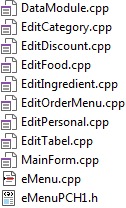 DataModule.cpp
EditCategory.cpp
EditDiscount.cpp
EditFood.cpp
EditIngredient.cpp
EditOrderMenu.cpp
EditPersonal.cpp
EditTabel.cpp
MainForm.cpp
eMenu.cpp
eMenuPCH1.h